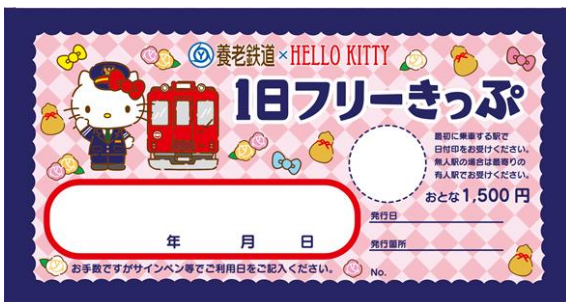 養老鉄道×HELLO KITTY
1日フリーきっぷ
最初に乗車する駅で
日付印をお受けください。
無人駅の場合は最寄りの
有人駅でお受けください。
おとな1,500円
発行日
年 月 日
発行箇所
お手数ですがサインペン等でご利用日をご記入ください。
No.